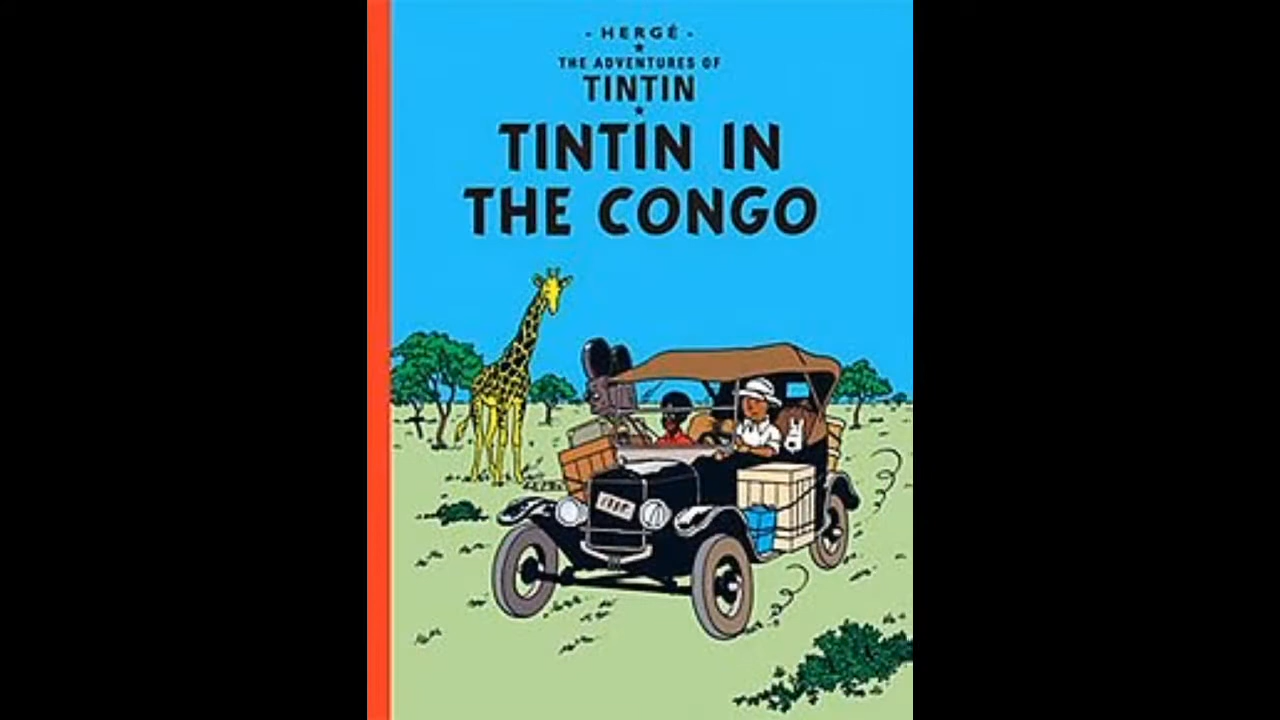 - HERGÉ -
THE ADVENTURES OF
TINTIN
TINTIN IN
THE CONGO